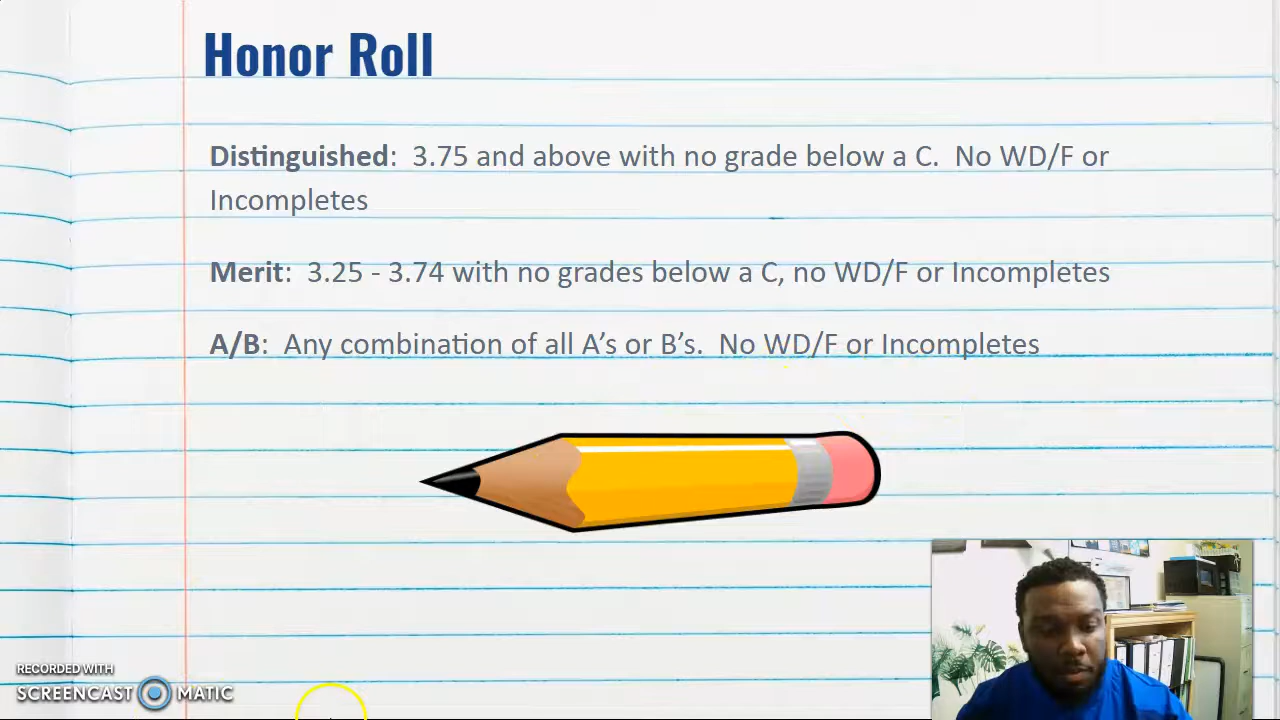 Honor Roll
Distinguished:  3.75 and above with no grade below a C.  No WD/F or
Incompletes
Merit:  3.25 - 3.74 with no grades below a C, no WD/F or Incompletes
A/B:  Any combination of all A’s or B’s.  No WD/F or Incompletes
RECORDED WITH
SCREENCAST MATIC